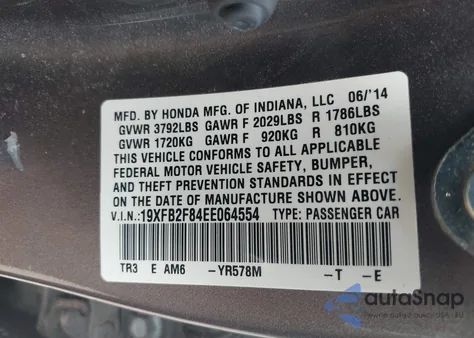 MFD. BY HONDA MFG. OF INDIANA, LLC 06/'14
GVWR 3792LBS GAWR F 2029LBS R 1786LBS
GVWR 1720KG GAWR F 920KG R 810KG
THIS VEHICLE CONFORMS TO ALL APPLICABLE
FEDERAL MOTOR VEHICLE SAFETY, BUMPER,
AND THEFT PREVENTION STANDARDS IN EFFECT
ON THE DATE OF MANUFACTURE SHOWN ABOVE.
V.I.N.:19XFB2F84EE064554 TYPE: PASSENGER CAR
TR3 E AM6 -YR578M -T -E
autoSnap